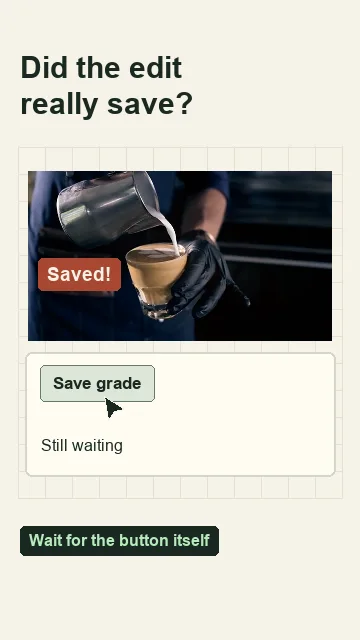 Did the edit
really save?
Saved!
Save grade
Still waiting
Wait for the button itself